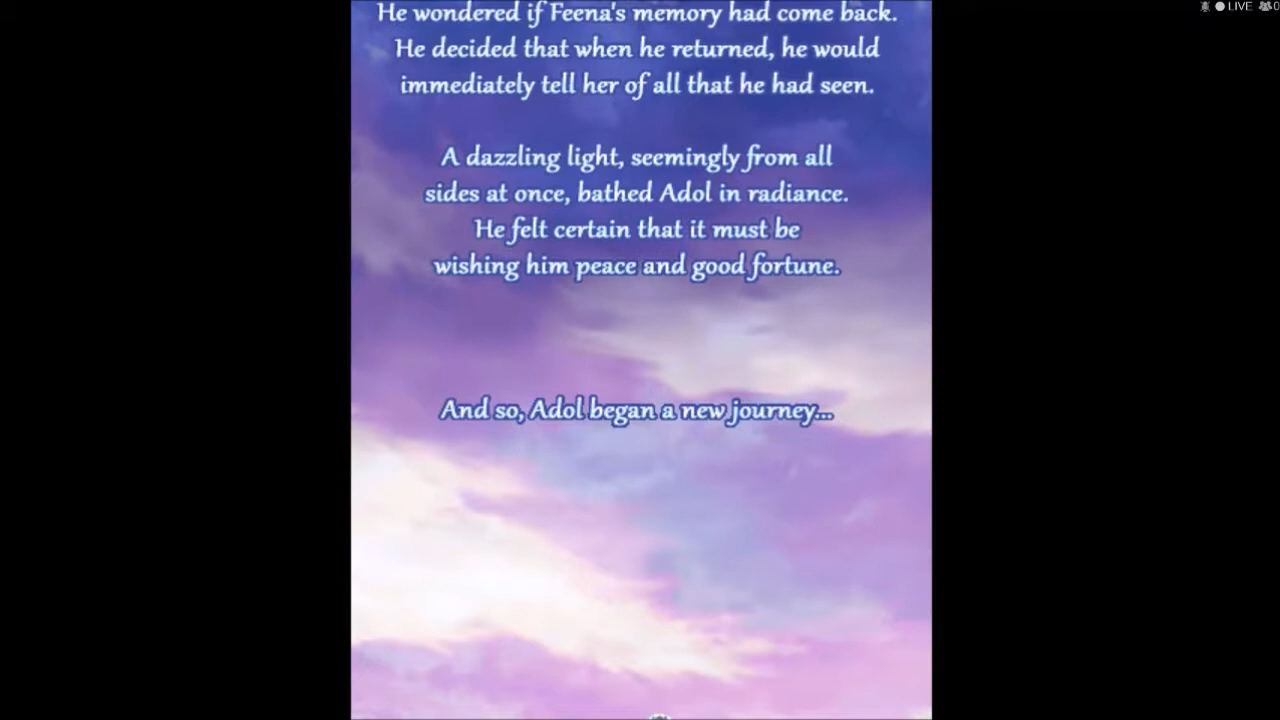 LIVE 0
He wondered if Feena's memory had come back.
He decided that when he returned, he would
immediately tell her of all that he had seen.
A dazzling light, seemingly from all
sides at once, bathed Adol in radiance.
He felt certain that it must be
wishing him peace and good fortune.
And so, Adol began a new journey...